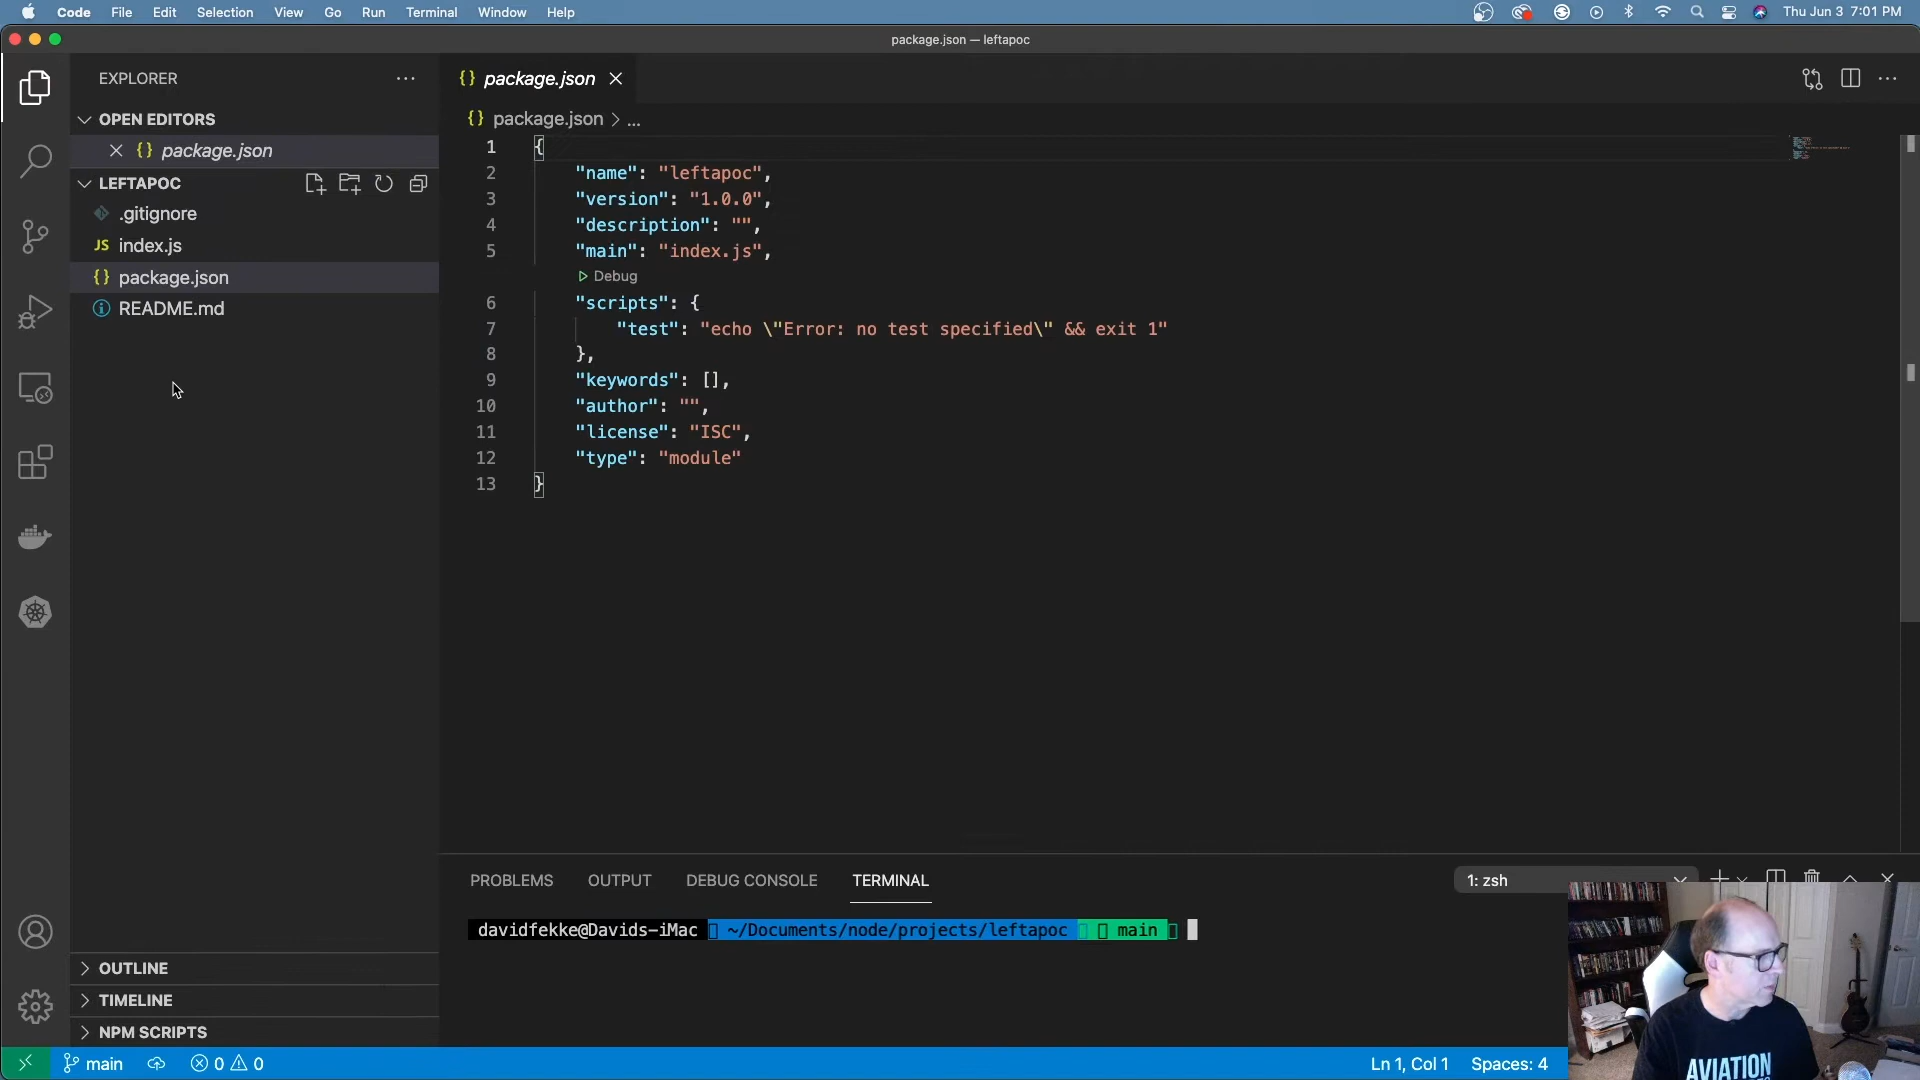 Code File Edit Selection View Go Run Terminal Window Help
Thu Jun 3 7:01 PM
package.json — leftapoc
EXPLORER
OPEN EDITORS
package.json
LEFTAPOC
.gitignore
JS index.js
{} package.json
README.md
OUTLINE
TIMELINE
NPM SCRIPTS
{} package.json
{} package.json > ...
1 {
2 "name": "leftapoc",
3 "version": "1.0.0",
4 "description": "",
5 "main": "index.js",
Debug
6 "scripts": {
7 "test": "echo \"Error: no test specified\" && exit 1"
8 },
9 "keywords": [],
10 "author": "",
11 "license": "ISC",
12 "type": "module"
13 }
PROBLEMS OUTPUT DEBUG CONSOLE TERMINAL
1: zsh
davidfekke@Davids-iMac ~/Documents/node/projects/leftapoc main
AVIATION
main 0 0
Ln 1, Col 1 Spaces: 4